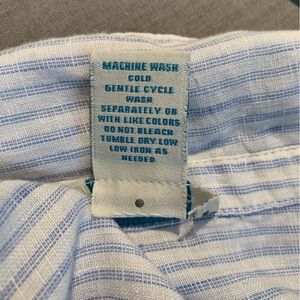 MACHINE WASH
COLD
GENTLE CYCLE
WASH
SEPARATELY OR
WITH LIKE COLORS
DO NOT BLEACH
TUMBLE DRY LOW
LOW IRON AS
NEEDED